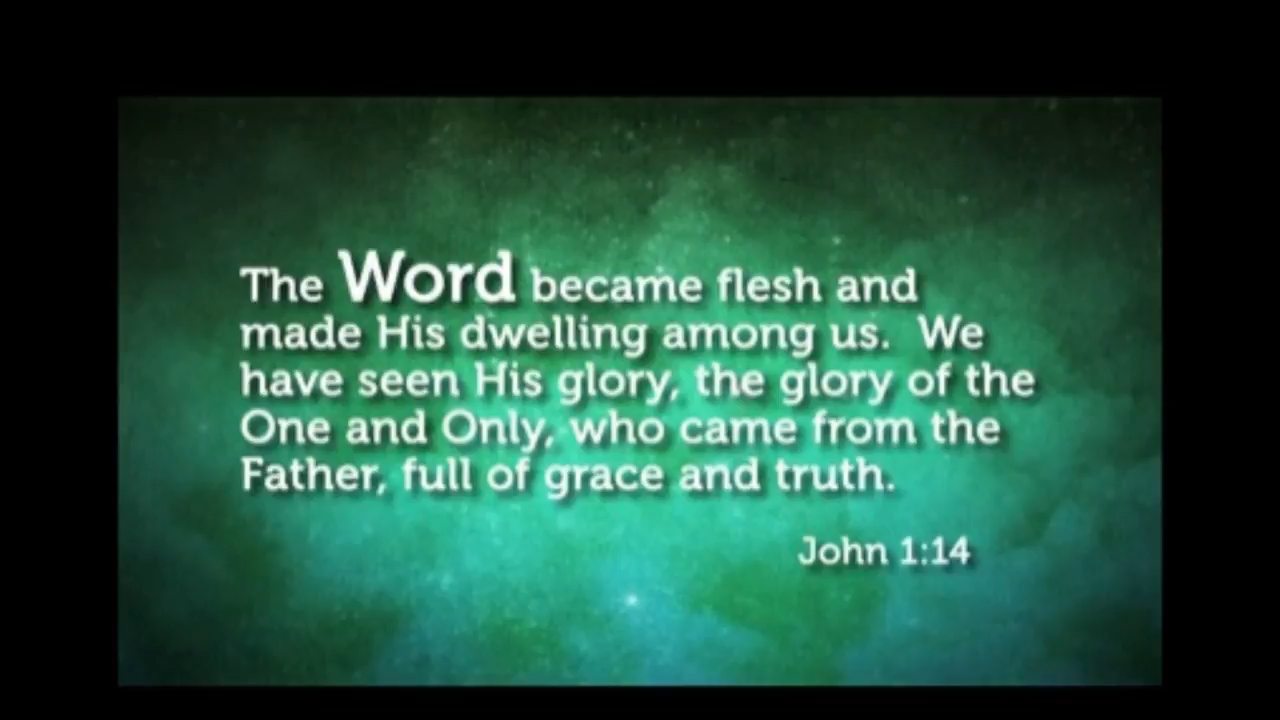 The Word became flesh and
made His dwelling among us. We
have seen His glory, the glory of the
One and Only, who came from the
Father, full of grace and truth.
John 1:14